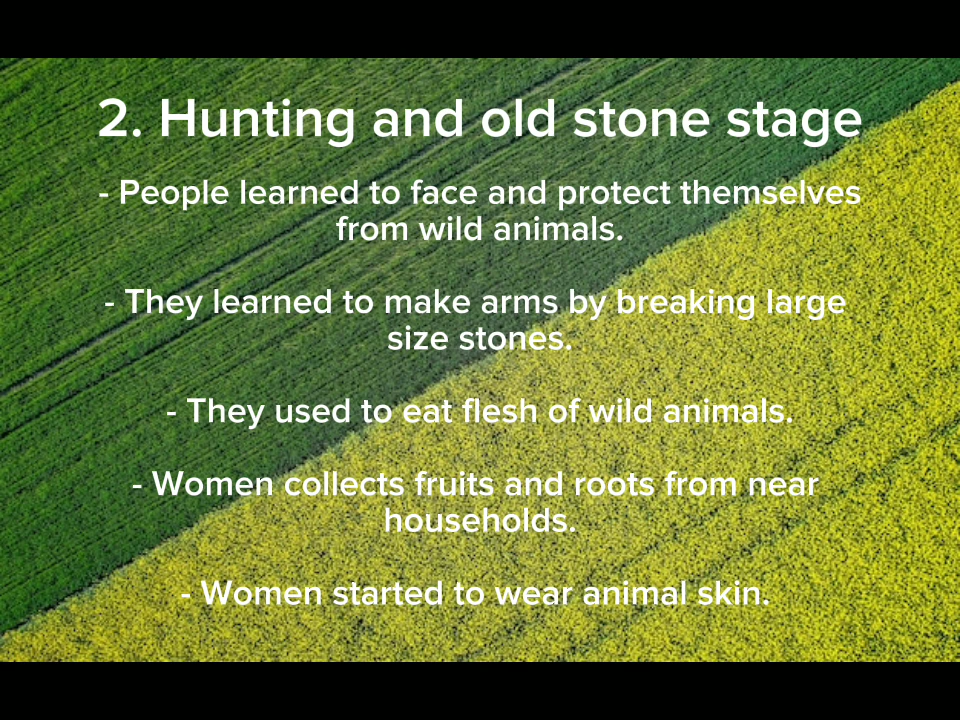 2. Hunting and old stone stage
- People learned to face and protect themselves
from wild animals.
- They learned to make arms by breaking large
size stones.
- They used to eat flesh of wild animals.
- Women collects fruits and roots from near
households.
- Women started to wear animal skin.